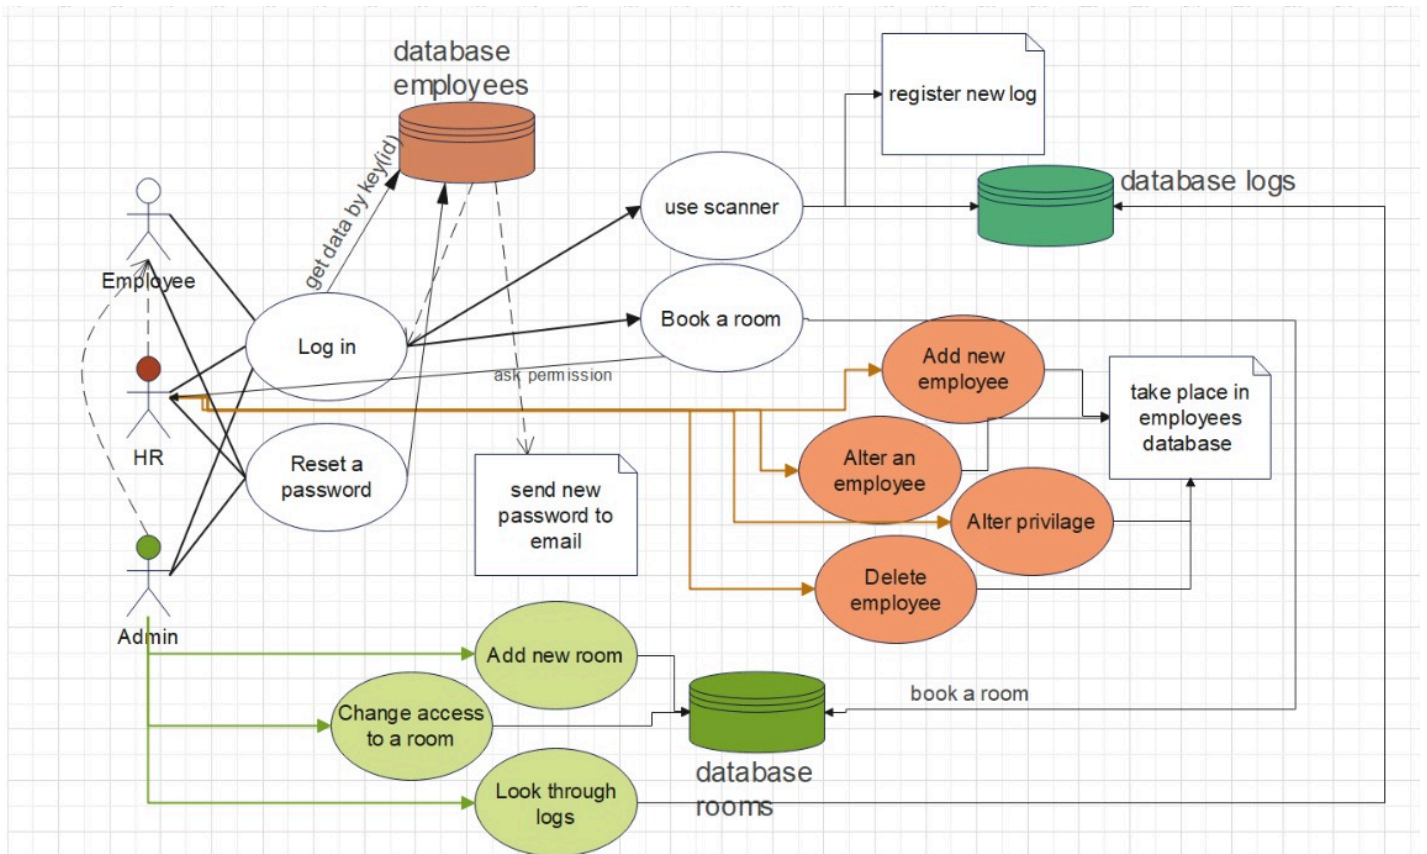 database
employees
register new log
get data by key(id)
use scanner
database logs
Employee
Log in
Book a room
ask permission
Add new
employee
take place in
employees
database
HR
Reset a
password
Alter an
employee
send new
password to
email
Alter privilage
Delete
employee
Admin
Add new room
book a room
Change access
to a room
database
rooms
Look through
logs